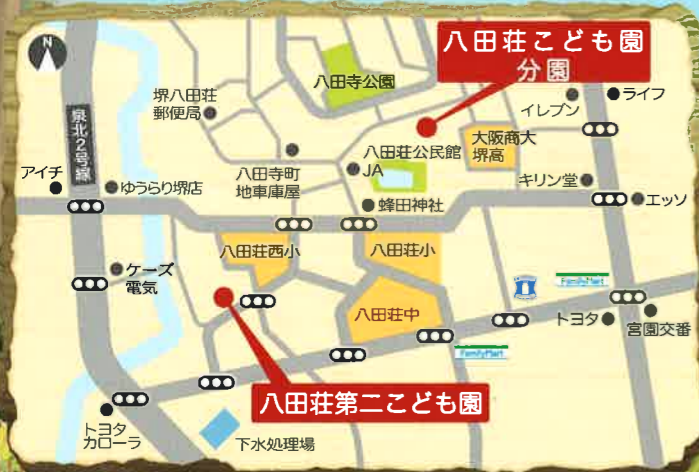 N
八田荘こども園
分園
八田寺公園
イレブン
ライフ
堺八田荘
郵便局
泉北2号線
大阪商大
堺高
八田荘公民館
JA
八田寺町
地車庫屋
アイチ
ゆうらり堺店
キリン堂
エッソ
蜂田神社
八田荘西小
八田荘小
ケーズ
電気
FamilyMart
八田荘中
トヨタ
宮園交番
FamilyMart
八田荘第二こども園
トヨタ
カローラ
下水処理場